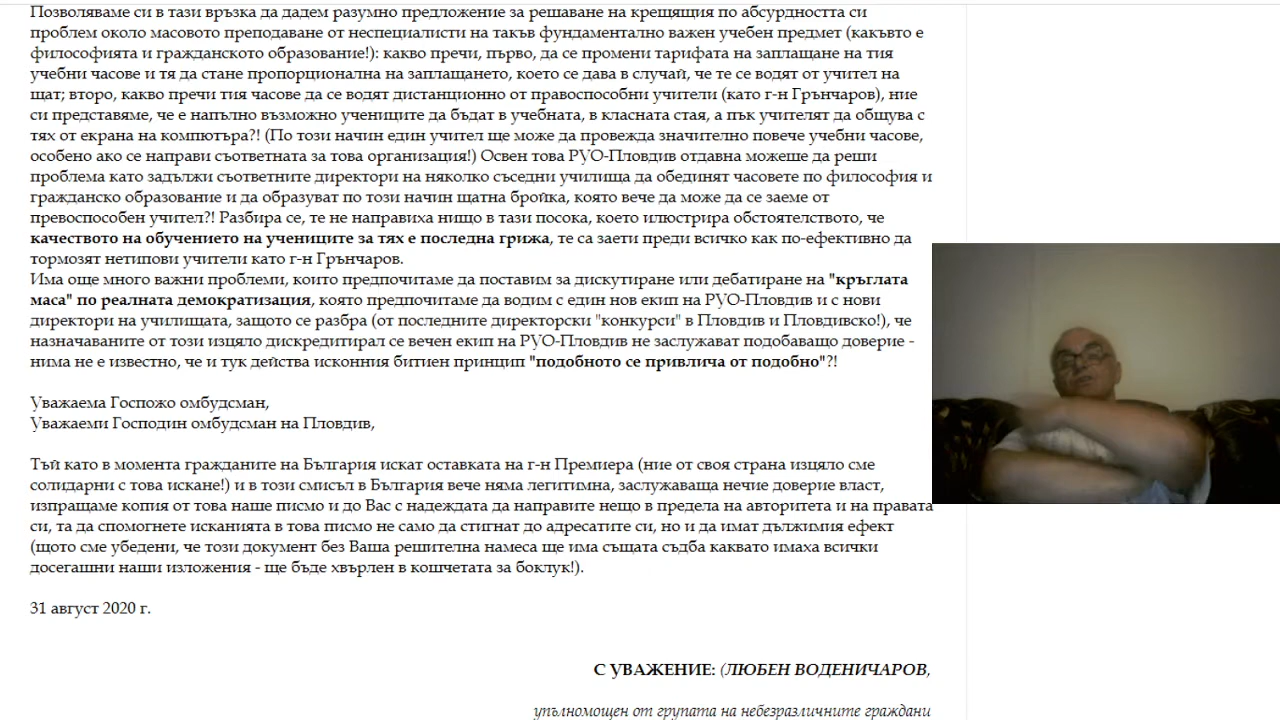 Позволяваме си в тази връзка да дадем разумно предложение за решаване на крещящия по абсурдността си
проблем около масовото преподаване от неспециалисти на такъв фундаментално важен учебен предмет (какъвто е
философията и гражданското образование!): какво пречи, първо, да се промени тарифата на заплащане на тия
учебни часове и тя да стане пропорционална на заплащането, което се дава в случай, че те се водят от учител на
щат; второ, какво пречи тия часове да се водят дистанционно от правоспособни учители (като г-н Грънчаров), ние
си представяме, че е напълно възможно учениците да бъдат в учебната, в класната стая, а пък учителят да общува с
тях от екрана на компютъра?! (По този начин един учител ще може да провежда значително повече учебни часове,
особено ако се направи съответната за това организация!) Освен това РУО-Пловдив отдавна можеше да реши
проблема като задължи съответните директори на няколко съседни училища да обединят часовете по философия и
гражданско образование и да образуват по този начин щатна бройка, която вече да може да се заеме от
превоспособен учител?! Разбира се, те не направиха нищо в тази посока, което илюстрира обстоятелството, че
качеството на обучението на учениците за тях е последна грижа, те са заети преди всичко как по-ефективно да
тормозят нетипови учители като г-н Грънчаров.
Има още много важни проблеми, които предпочитаме да поставим за дискутиране или дебатиране на "кръглата
маса" по реалната демократизация, която предпочитаме да водим с един нов екип на РУО-Пловдив и с нови
директори на училищата, защото се разбра (от последните директорски "конкурси" в Пловдив и Пловдивско!), че
назначаваните от този изцяло дискредитирал се вечен екип на РУО-Пловдив не заслужават подобаващо доверие -
нима не е известно, че и тук действа исконния битиен принцип "подобното се привлича от подобно"?!
Уважаема Госпожо омбудсман,
Уважаеми Господин омбудсман на Пловдив,
Тъй като в момента гражданите на България искат оставката на г-н Премиера (ние от своя страна изцяло сме
солидарни с това искане!) и в този смисъл в България вече няма легитимна, заслужаваща нечие доверие власт,
изпращаме копия от това наше писмо и до Вас с надеждата да направите нещо в предела на авторитета и на правата
си, та да спомогнете исканията в това писмо не само да стигнат до адресатите си, но и да имат дължимия ефект
(щото сме убедени, че този документ без Ваша решителна намеса ще има същата съдба каквато имаха всички
досегашни наши изложения - ще бъде хвърлен в кошчетата за боклук!).
31 август 2020 г.
С УВАЖЕНИЕ: (ЛЮБЕН ВОДЕНИЧАРОВ,
упълномощен от групата на небезразличните граждани